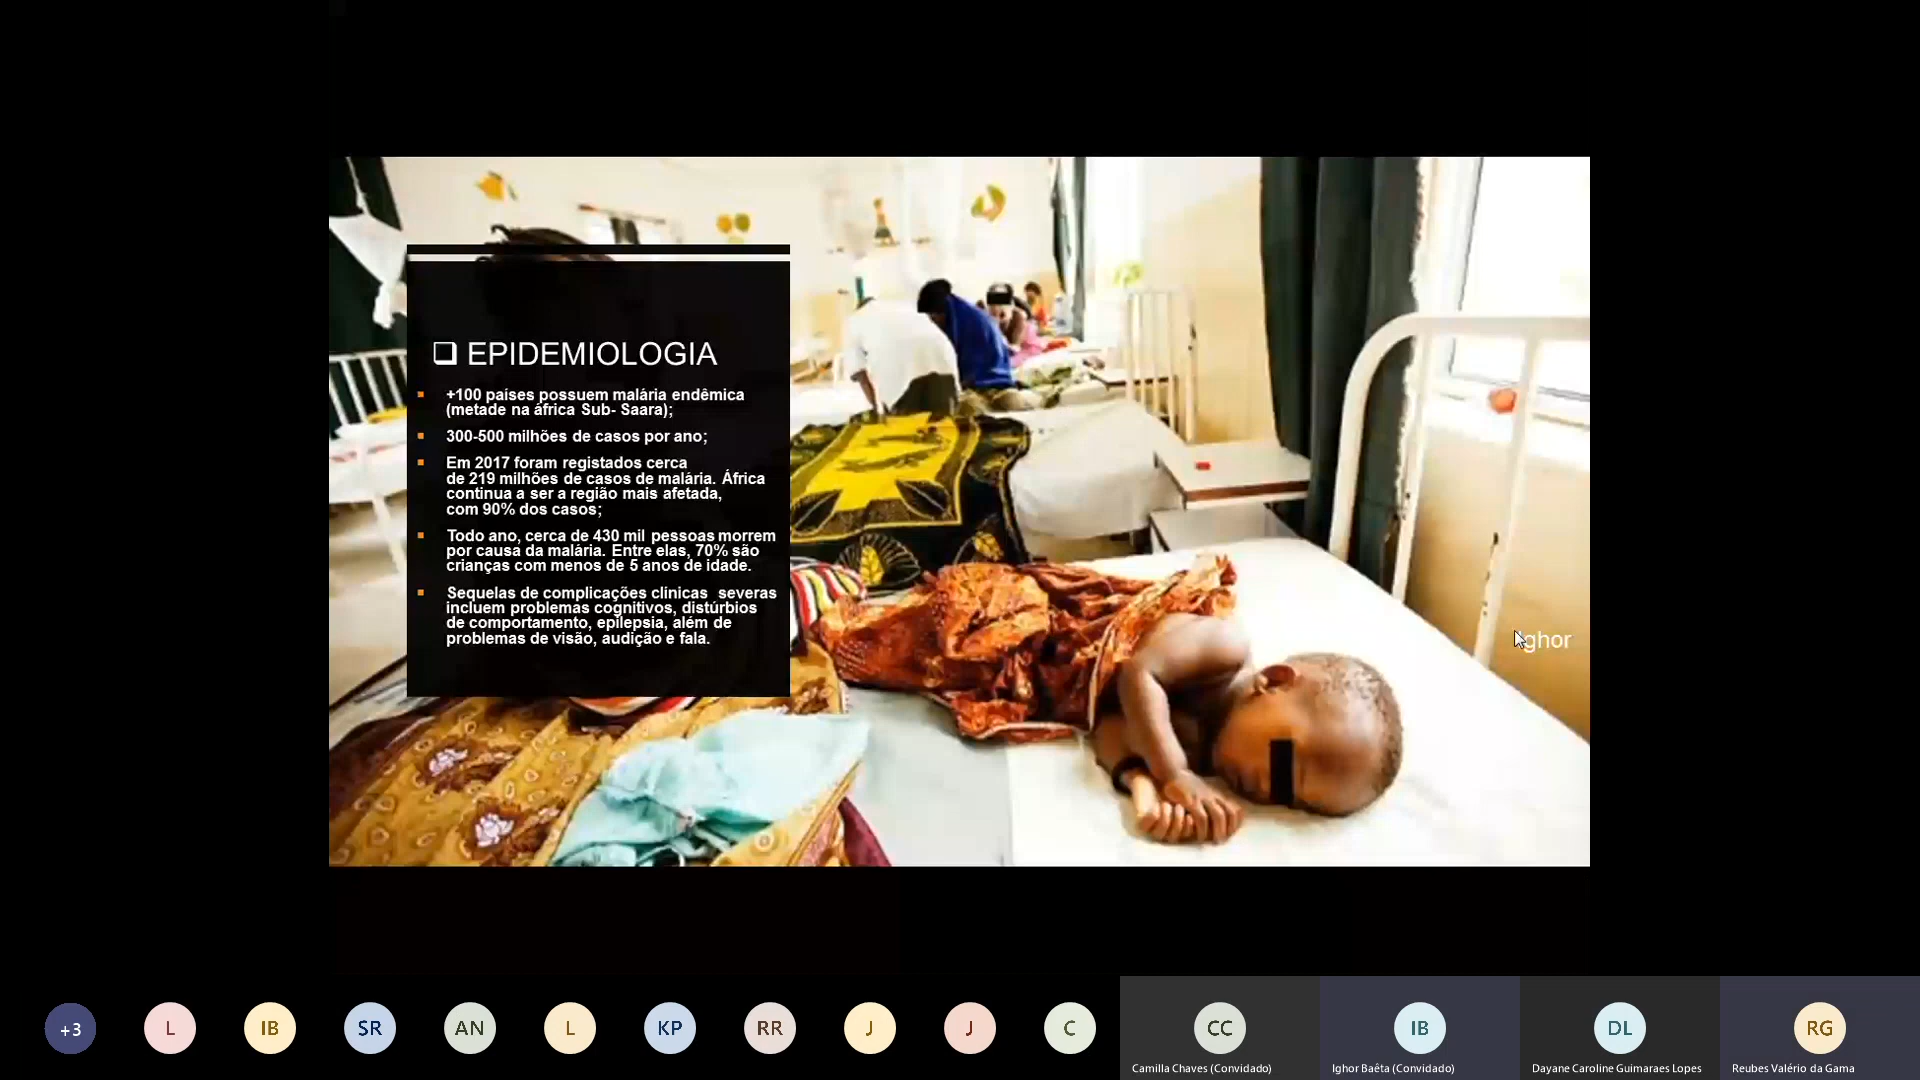 ❑ EPIDEMIOLOGIA
▪ +100 países possuem malária endêmica
(metade na áfrica Sub- Saara);
▪ 300-500 milhões de casos por ano;
▪ Em 2017 foram registados cerca
de 219 milhões de casos de malária. África
continua a ser a região mais afetada,
com 90% dos casos;
▪ Todo ano, cerca de 430 mil pessoas morrem
por causa da malária. Entre elas, 70% são
crianças com menos de 5 anos de idade.
▪ Sequelas de complicações clínicas severas
incluem problemas cognitivos, distúrbios
de comportamento, epilepsia, além de
problemas de visão, audição e fala.
Ighor
+3 L IB SR AN L KP RR J J C CC IB DL RG
Camilla Chaves (Convidado) Ighor Baêta (Convidado) Dayane Caroline Guimaraes Lopes Reubes Valério da Gama